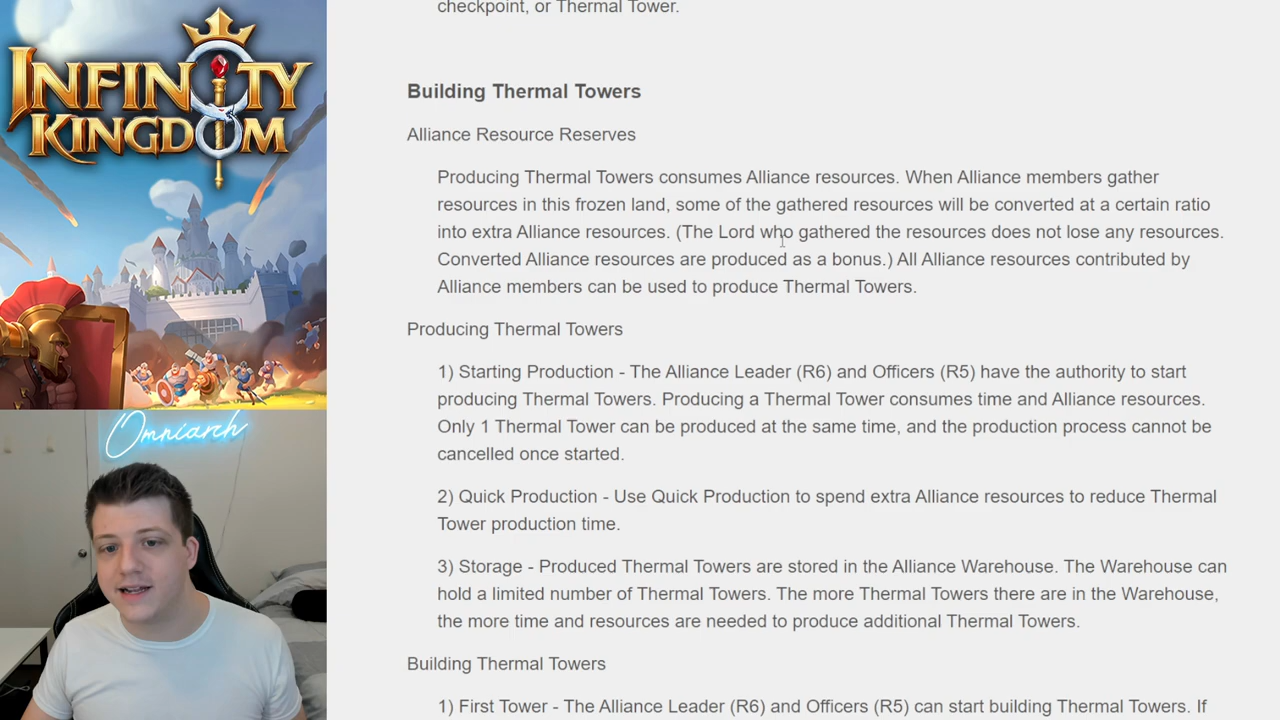 INFINITY
KINGDOM
Omniarch
checkpoint, or Thermal Tower.
Building Thermal Towers
Alliance Resource Reserves
Producing Thermal Towers consumes Alliance resources. When Alliance members gather
resources in this frozen land, some of the gathered resources will be converted at a certain ratio
into extra Alliance resources. (The Lord who gathered the resources does not lose any resources.
Converted Alliance resources are produced as a bonus.) All Alliance resources contributed by
Alliance members can be used to produce Thermal Towers.
Producing Thermal Towers
1) Starting Production - The Alliance Leader (R6) and Officers (R5) have the authority to start
producing Thermal Towers. Producing a Thermal Tower consumes time and Alliance resources.
Only 1 Thermal Tower can be produced at the same time, and the production process cannot be
cancelled once started.
2) Quick Production - Use Quick Production to spend extra Alliance resources to reduce Thermal
Tower production time.
3) Storage - Produced Thermal Towers are stored in the Alliance Warehouse. The Warehouse can
hold a limited number of Thermal Towers. The more Thermal Towers there are in the Warehouse,
the more time and resources are needed to produce additional Thermal Towers.
Building Thermal Towers
1) First Tower - The Alliance Leader (R6) and Officers (R5) can start building Thermal Towers. If